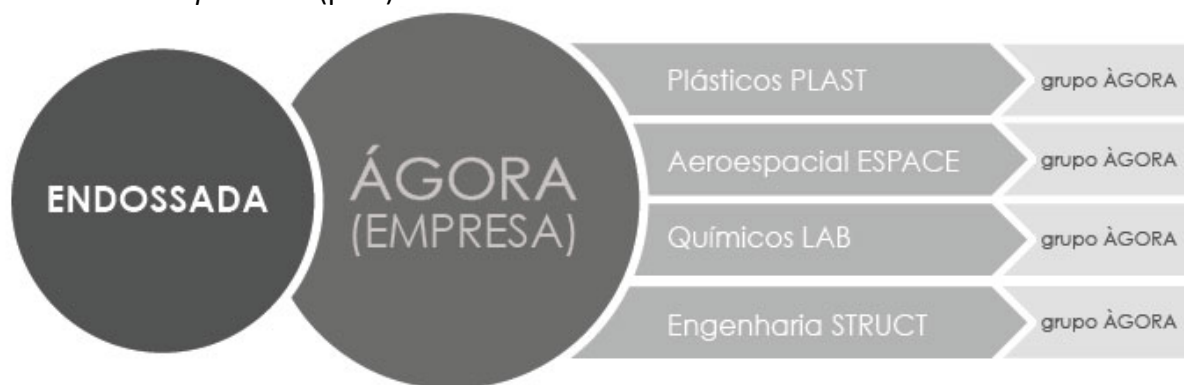 ENDOSSADA
ÁGORA
(EMPRESA)
Plásticos PLAST
grupo ÀGORA
Aeroespacial ESPACE
grupo ÀGORA
Químicos LAB
grupo ÀGORA
Engenharia STRUCT
grupo ÀGORA